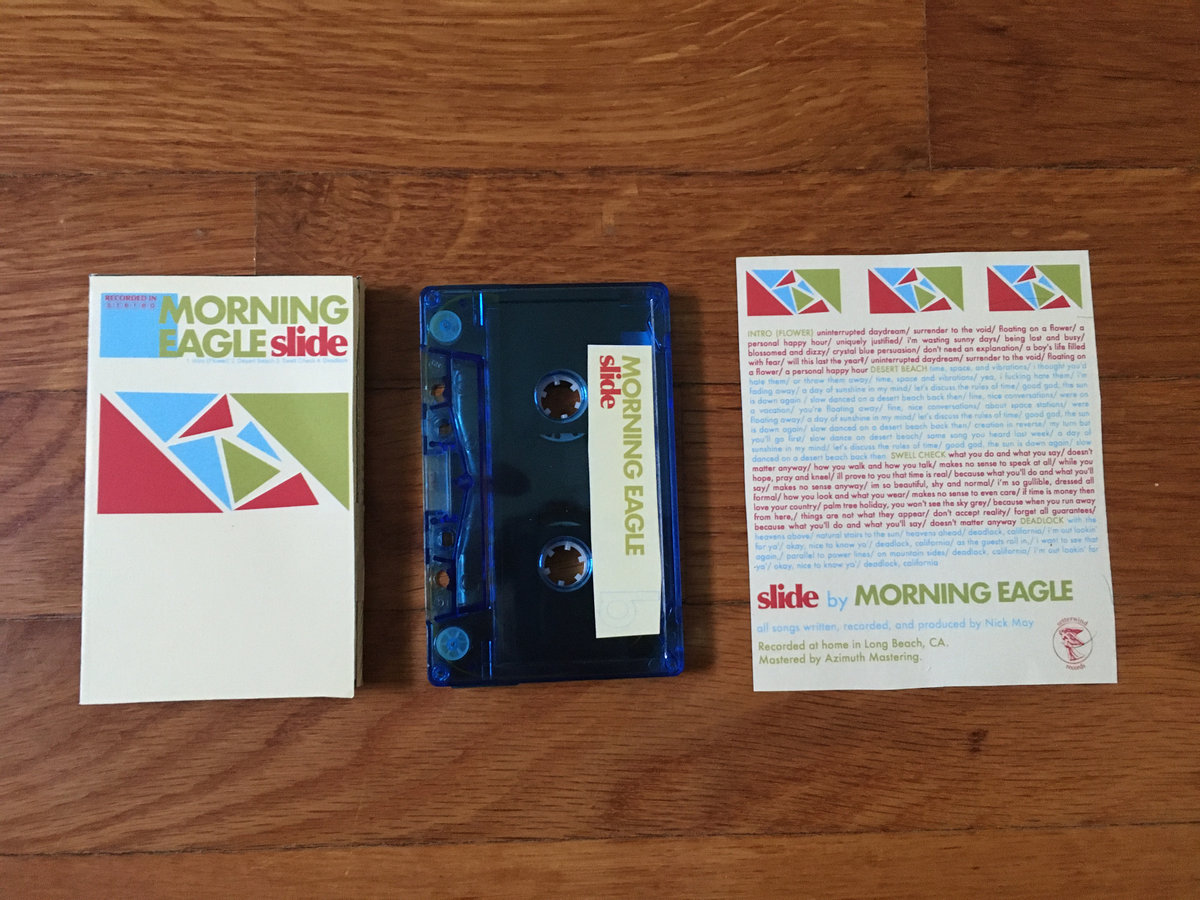 RECORDED IN
stereo
MORNING
EAGLE slide
1 Intro (Flower) 2 Desert Beach 3 Swell Check 4 Deadlock
MORNING EAGLE
slide
INTRO (FLOWER) uninterrupted daydream/ surrender to the void/ floating on a flower/ a
personal happy hour/ uniquely justified/ i'm wasting sunny days/ being lost and busy/
blossomed and dizzy/ crystal blue persuasion/ don't need an explanation/ a boy's life filled
with fear/ will this last the year?/ uninterrupted daydream/ surrender to the void/ floating on
a flower/ a personal happy hour DESERT BEACH time, space, and vibrations/ i thought you'd
hate them/ or throw them away/ time, space and vibrations/ yea, i fucking hate them/ i'm
fading away/ a day of sunshine in my mind/ let's discuss the rules of time/ good god, the sun
is down again / slow danced on a desert beach back then/ fine, nice conversations/ were on
a vacation/ you're floating away/ fine, nice conversations/ about space stations/ were
floating away/ a day of sunshine in my mind/ let's discuss the rules of time/ good god, the sun
is down again/ slow danced on a desert beach back then/ creation in reverse/ my turn but
you'll go first/ slow dance on desert beach/ same song you heard last week/ a day of
sunshine in my mind/ let's discuss the rules of time/ good god, the sun is down again/ slow
danced on a desert beach back then SWELL CHECK what you do and what you say/ doesn't
matter anyway/ how you walk and how you talk/ makes no sense to speak at all/ while you
hope, pray and kneel/ ill prove to you that time is real/ because what you'll do and what you'll
say/ makes no sense anyway/ im so beautiful, shy and normal/ i'm so gullible, dressed all
formal/ how you look and what you wear/ makes no sense to even care/ if time is money then
love your country/ palm tree holiday, you won't see the sky grey/ because when you run away
from here,/ things are not what they appear/ don't accept reality/ forget all guarantees/
because what you'll do and what you'll say/ doesn't matter anyway DEADLOCK with the
heavens above/ natural stairs to the sun/ heavens ahead/ deadlock, california/ i'm out lookin'
for ya'/ okay, nice to know ya'/ deadlock, california/ as the guests roll in,/ i want to see that
again,/ parallel to power lines/ on mountain sides/ deadlock, california/ i'm out lookin' for
-ya'/ okay, nice to know ya'/ deadlock, california
slide by MORNING EAGLE
all songs written, recorded, and produced by Nick May
Recorded at home in Long Beach, CA.
Mastered by Azimuth Mastering.
records